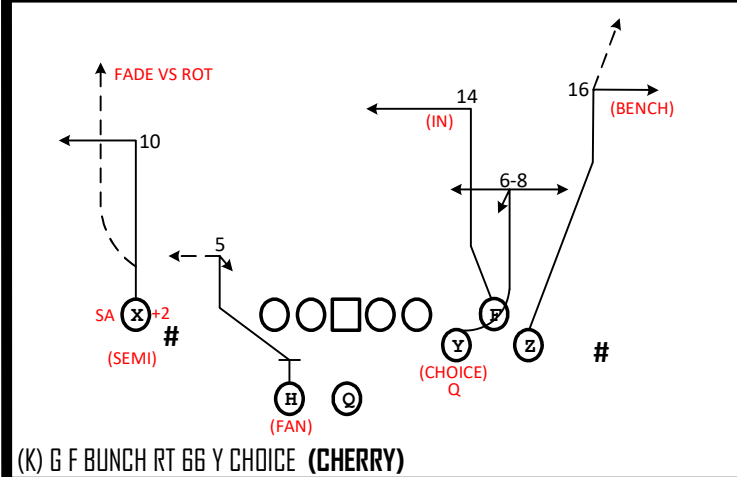 FADE VS ROT
16
14
(BENCH)
(IN)
10
6-8
5
SA X +2
F
#
(SEMI)
Y
Z
#
(CHOICE)
Q
H
Q
(FAN)
(K) G F BUNCH RT 66 Y CHOICE (CHERRY)